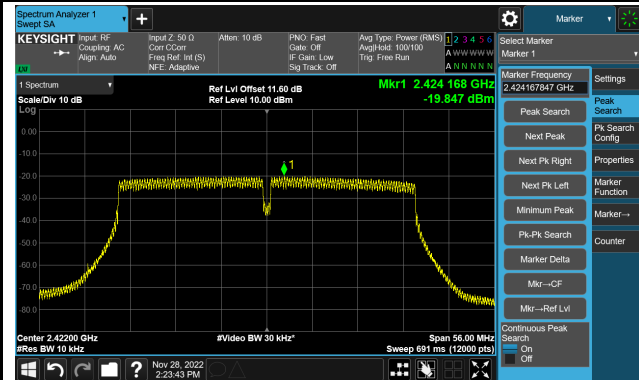 Spectrum Analyzer 1
Swept SA
Marker
KEYSIGHT
Input: RF
Coupling: AC
Align: Auto
Input Z: 50 Ω
Corr CCorr
Freq Ref: Int (S)
NFE: Adaptive
Atten: 10 dB
PNO: Fast
Gate: Off
IF Gain: Low
Sig Track: Off
Avg Type: Power (RMS)
Avg|Hold: 100/100
Trig: Free Run
1 2 3 4 5 6
A W W W W W
A N N N N N
LXI
Select Marker
Marker 1
1 Spectrum
Scale/Div 10 dB
Log
Ref Lvl Offset 11.60 dB
Ref Level 10.00 dBm
Mkr1 2.424 168 GHz
-19.847 dBm
0.00
-10.0
-20.0
-30.0
-40.0
-50.0
-60.0
-70.0
-80.0
1
Center 2.42200 GHz
#Res BW 10 kHz
#Video BW 30 kHz*
Span 56.00 MHz
Sweep 691 ms (12000 pts)
Marker Frequency
2.424167847 GHz
Peak Search
Next Peak
Next Pk Right
Next Pk Left
Minimum Peak
Pk-Pk Search
Marker Delta
Mkr→CF
Mkr→Ref Lvl
Continuous Peak
Search
On
Off
Settings
Peak
Search
Pk Search
Config
Properties
Marker
Function
Marker→
Counter
Nov 28, 2022
2:23:43 PM